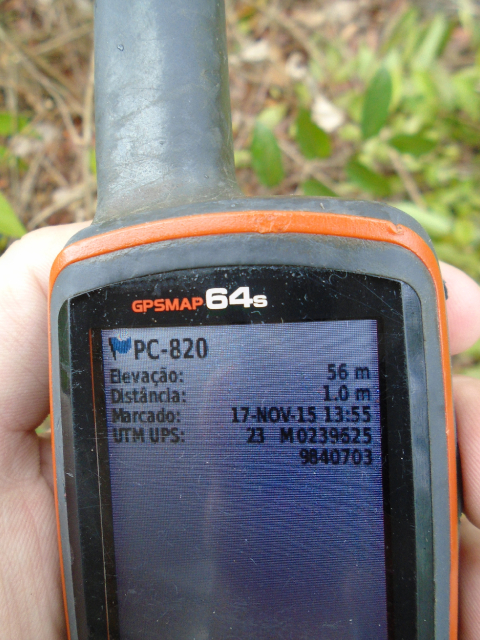 GPSMAP 64s
PC-820
Elevação: 56 m
Distância: 1.0 m
Marcado: 17-NOV-15 13:55
UTM UPS: 23 M 0239625
9840703